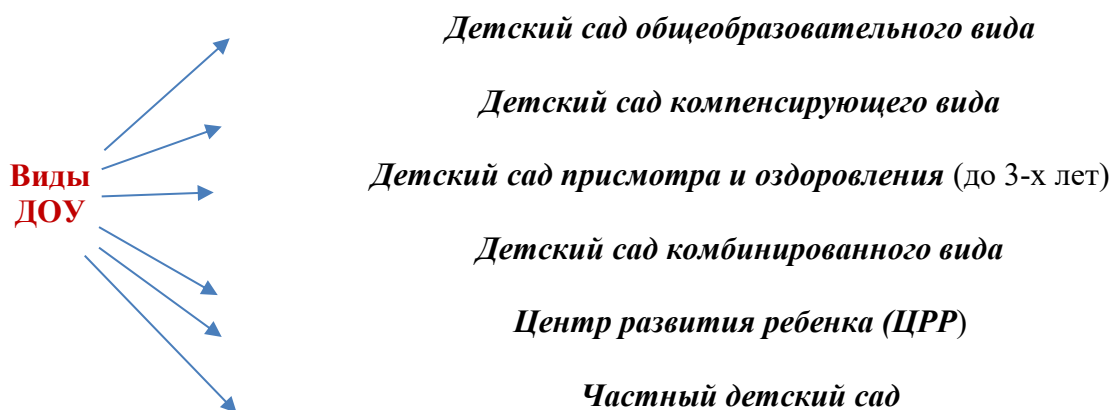 Детский сад общеобразовательного вида
Детский сад компенсирующего вида
Виды
ДОУ
Детский сад присмотра и оздоровления (до 3-х лет)
Детский сад комбинированного вида
Центр развития ребенка (ЦРР)
Частный детский сад